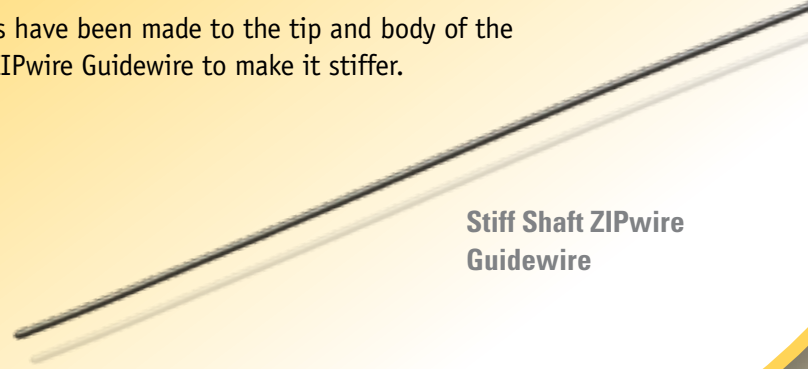 s have been made to the tip and body of the
IPwire Guidewire to make it stiffer.
Stiff Shaft ZIPwire
Guidewire